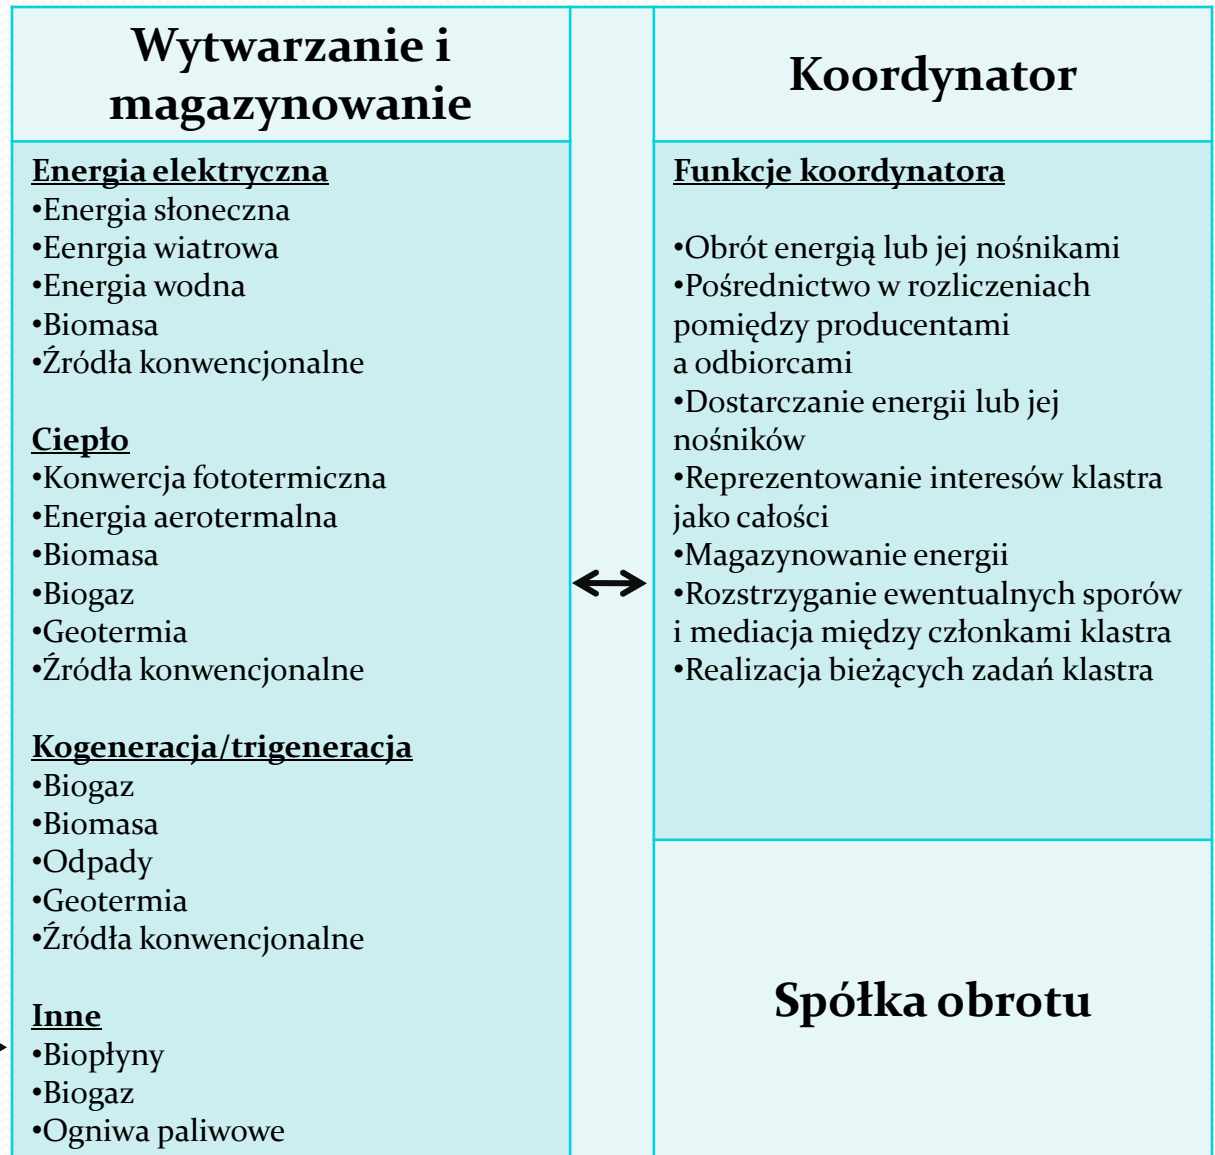 Wytwarzanie i
magazynowanie
Energia elektryczna
•Energia słoneczna
•Eenrgia wiatrowa
•Energia wodna
•Biomasa
•Źródła konwencjonalne
Ciepło
•Konwercja fototermiczna
•Energia aerotermalna
•Biomasa
•Biogaz
•Geotermia
•Źródła konwencjonalne
Kogeneracja/trigeneracja
•Biogaz
•Biomasa
•Odpady
•Geotermia
•Źródła konwencjonalne
Inne
•Biopłyny
•Biogaz
•Ogniwa paliwowe
Koordynator
Funkcje koordynatora
•Obrót energią lub jej nośnikami
•Pośrednictwo w rozliczeniach
pomiędzy producentami
a odbiorcami
•Dostarczanie energii lub jej
nośników
•Reprezentowanie interesów klastra
jako całości
•Magazynowanie energii
•Rozstrzyganie ewentualnych sporów
i mediacja między członkami klastra
•Realizacja bieżących zadań klastra
Spółka obrotu